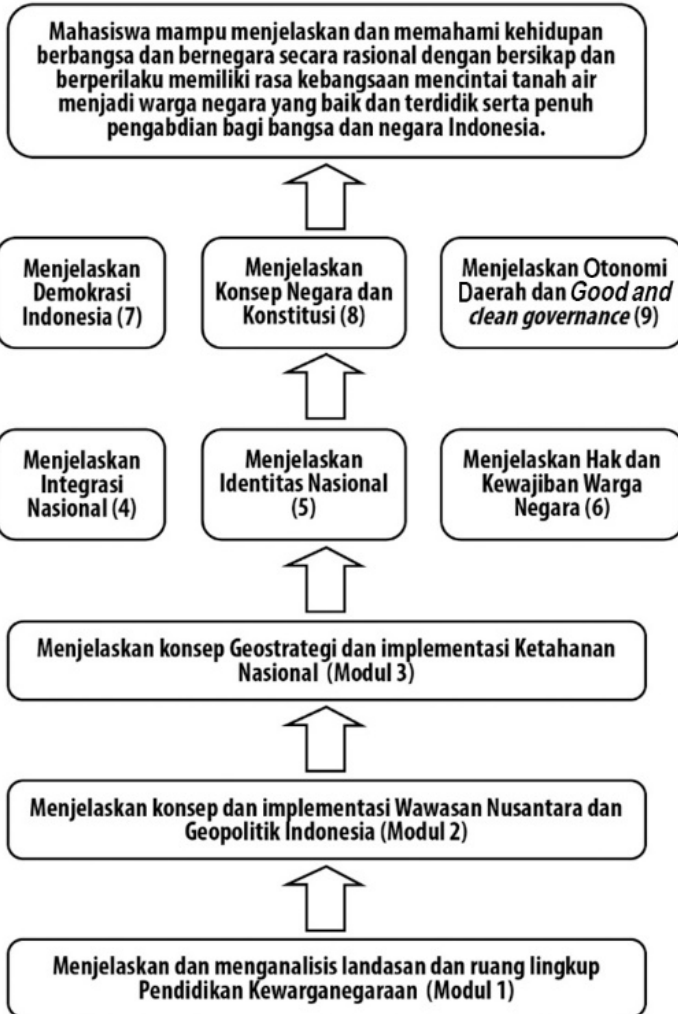 Mahasiswa mampu menjelaskan dan memahami kehidupan
berbangsa dan bernegara secara rasional dengan bersikap dan
berperilaku memiliki rasa kebangsaan mencintai tanah air
menjadi warga negara yang baik dan terdidik serta penuh
pengabdian bagi bangsa dan negara Indonesia.
Menjelaskan
Demokrasi
Indonesia (7)
Menjelaskan
Konsep Negara dan
Konstitusi (8)
Menjelaskan Otonomi
Daerah dan Good and
clean governance (9)
Menjelaskan
Integrasi
Nasional (4)
Menjelaskan
Identitas Nasional
(5)
Menjelaskan Hak dan
Kewajiban Warga
Negara (6)
Menjelaskan konsep Geostrategi dan implementasi Ketahanan
Nasional (Modul 3)
Menjelaskan konsep dan implementasi Wawasan Nusantara dan
Geopolitik Indonesia (Modul 2)
Menjelaskan dan menganalisis landasan dan ruang lingkup
Pendidikan Kewarganegaraan (Modul 1)